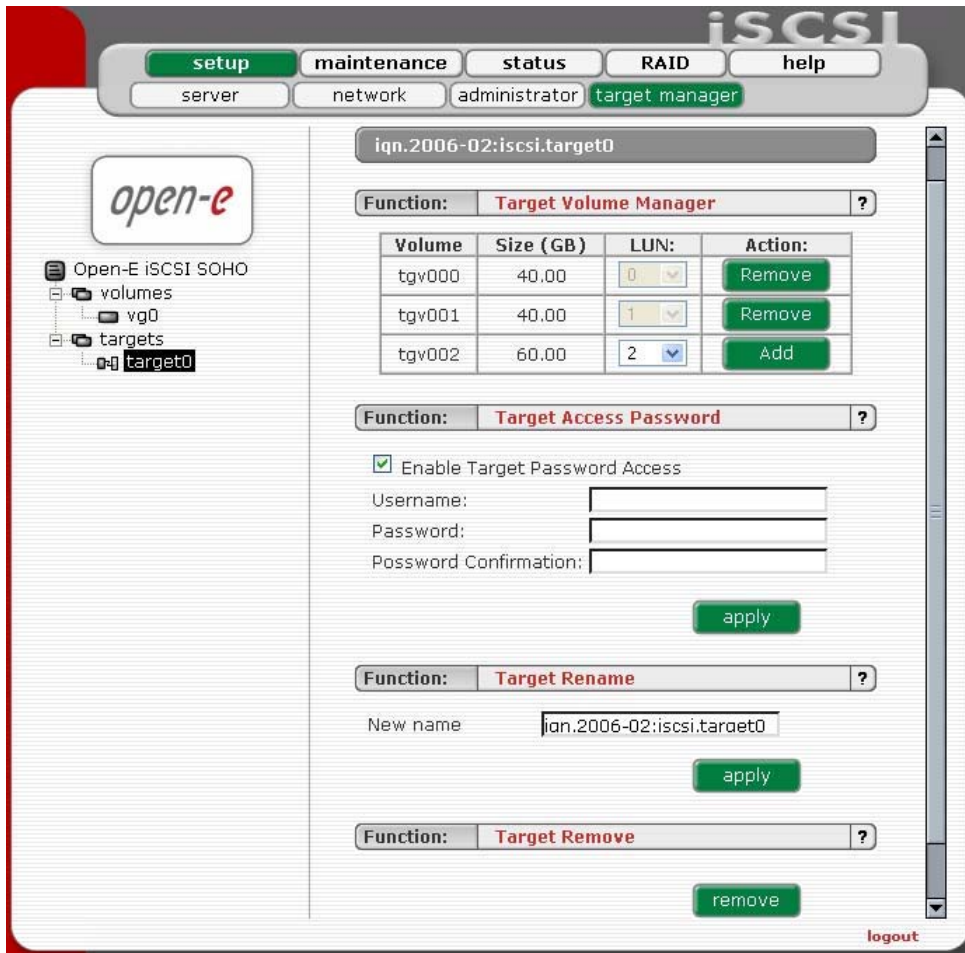 iSCSI
setup maintenance status RAID help
server network administrator target manager
open-e
Open-E iSCSI SOHO
volumes
vg0
targets
target0
iqn.2006-02:iscsi.target0
Function: Target Volume Manager ?
Volume Size (GB) LUN: Action:
tgv000 40.00 0 Remove
tgv001 40.00 1 Remove
tgv002 60.00 2 Add
Function: Target Access Password ?
Enable Target Password Access
Username:
Password:
Possword Confirmation:
apply
Function: Target Rename ?
New name iqn.2006-02:iscsi.target0
apply
Function: Target Remove ?
remove
logout